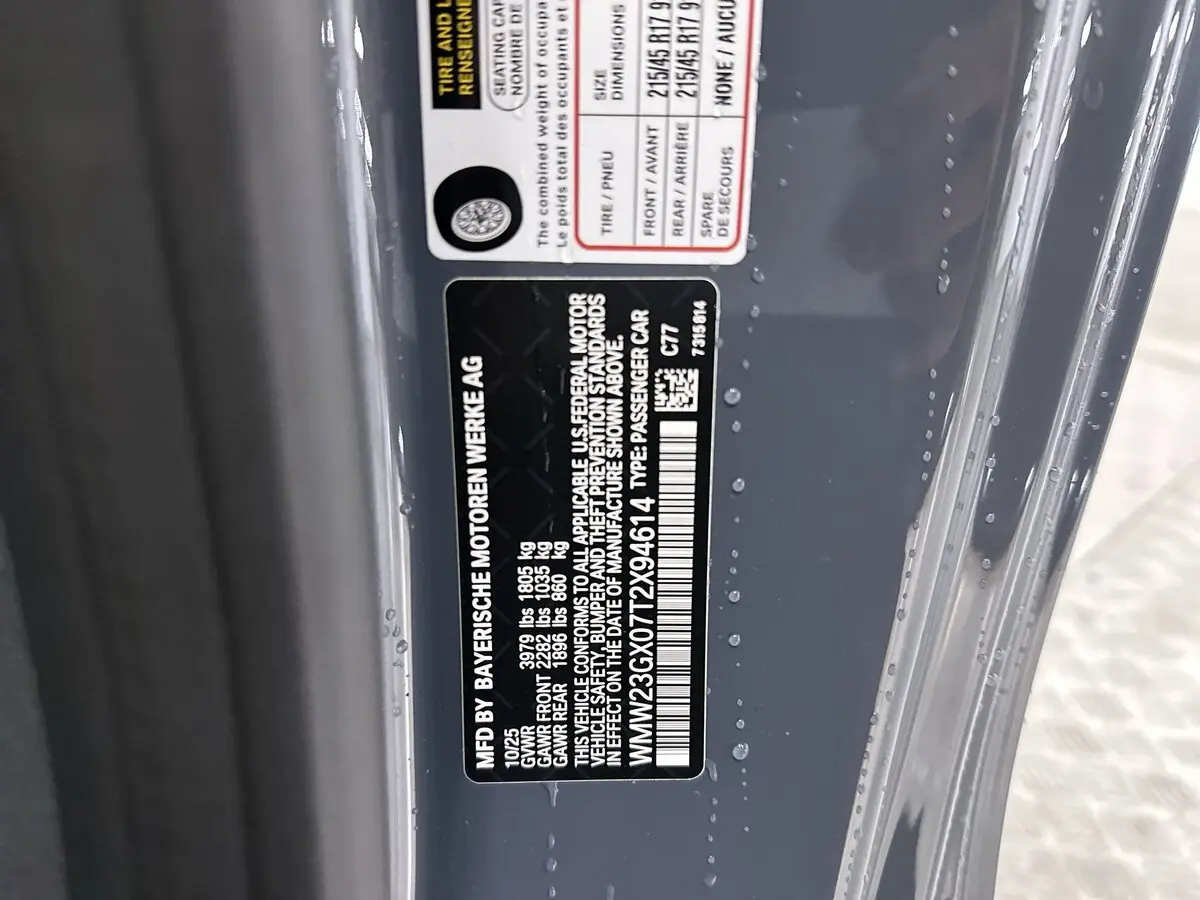 TIRE AND
RENSEIGNE
SEATING CAP
NOMBRE DE
The combined weight of occupa
Le poids total des occupants et
TIRE / PNEU SIZE
DIMENSIONS
FRONT / AVANT 215/45 R17
REAR / ARRIÈRE 215/45 R17
SPARE
DE SECOURS NONE / AUCU
MFD BY BAYERISCHE MOTOREN WERKE AG
10/25
GVWR 3979 lbs 1805 kg
GAWR FRONT 2282 lbs 1035 kg
GAWR REAR 1896 lbs 860 kg
THIS VEHICLE CONFORMS TO ALL APPLICABLE U.S.FEDERAL MOTOR
VEHICLE SAFETY, BUMPER AND THEFT PREVENTION STANDARDS
IN EFFECT ON THE DATE OF MANUFACTURE SHOWN ABOVE.
WMW23GX07T2X94614 TYPE: PASSENGER CAR
C77
7315814